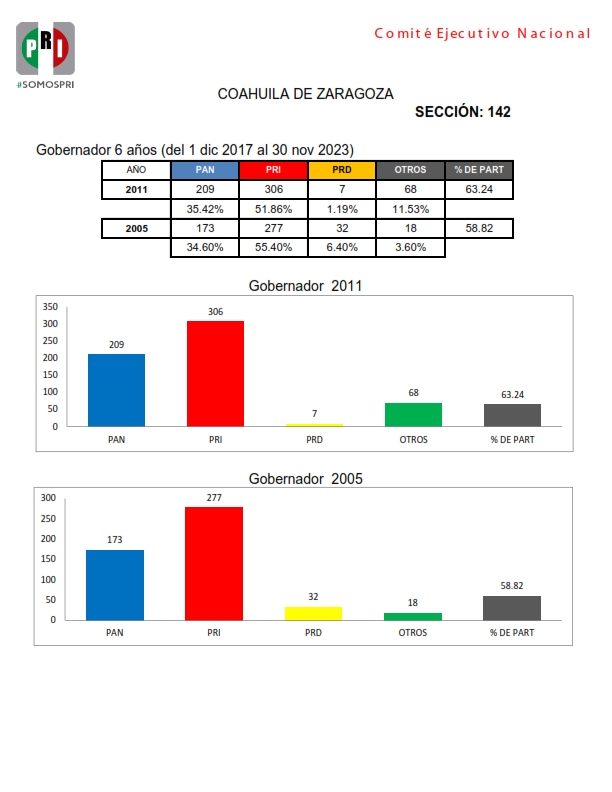 Comité Ejecutivo Nacional
PRI
#SOMOSPRI
COAHUILA DE ZARAGOZA
SECCIÓN: 142
Gobernador 6 años (del 1 dic 2017 al 30 nov 2023)
AÑO PAN PRI PRD OTROS % DE PART
2011 209 306 7 68 63.24
35.42% 51.86% 1.19% 11.53%
2005 173 277 32 18 58.82
34.60% 55.40% 6.40% 3.60%
Gobernador 2011
350
300
250
200
150
100
50
0
209
306
7
68
63.24
PAN PRI PRD OTROS % DE PART
Gobernador 2005
300
250
200
150
100
50
0
173
277
32
18
58.82
PAN PRI PRD OTROS % DE PART